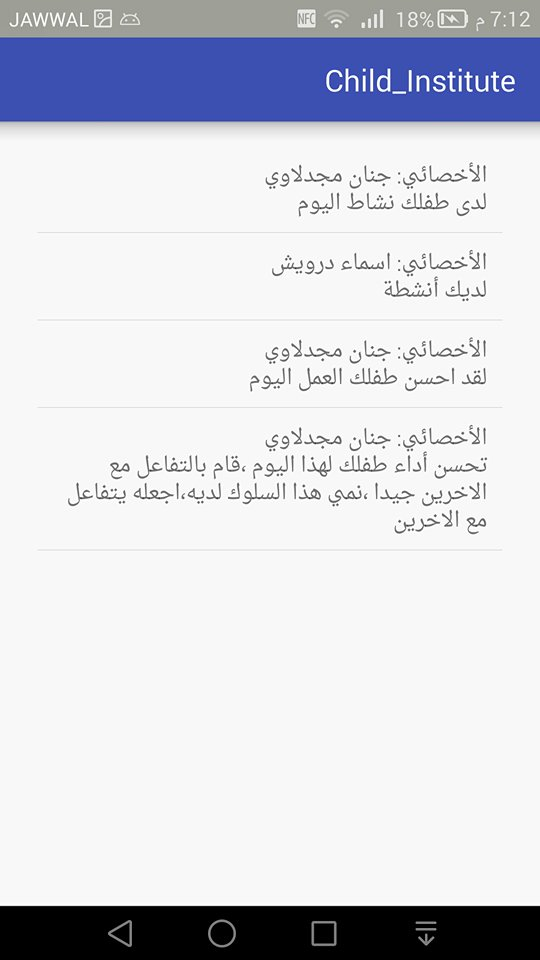 JAWWAL 18% م 7:12
Child_Institute
الأخصائي: جنان مجدلاوي
لدى طفلك نشاط اليوم
الأخصائي: اسماء درويش
لديك أنشطة
الأخصائي: جنان مجدلاوي
لقد احسن طفلك العمل اليوم
الأخصائي: جنان مجدلاوي
تحسن أداء طفلك لهذا اليوم ،قام بالتفاعل مع
الاخرين جيدا ،نمي هذا السلوك لديه،اجعله يتفاعل
مع الاخرين